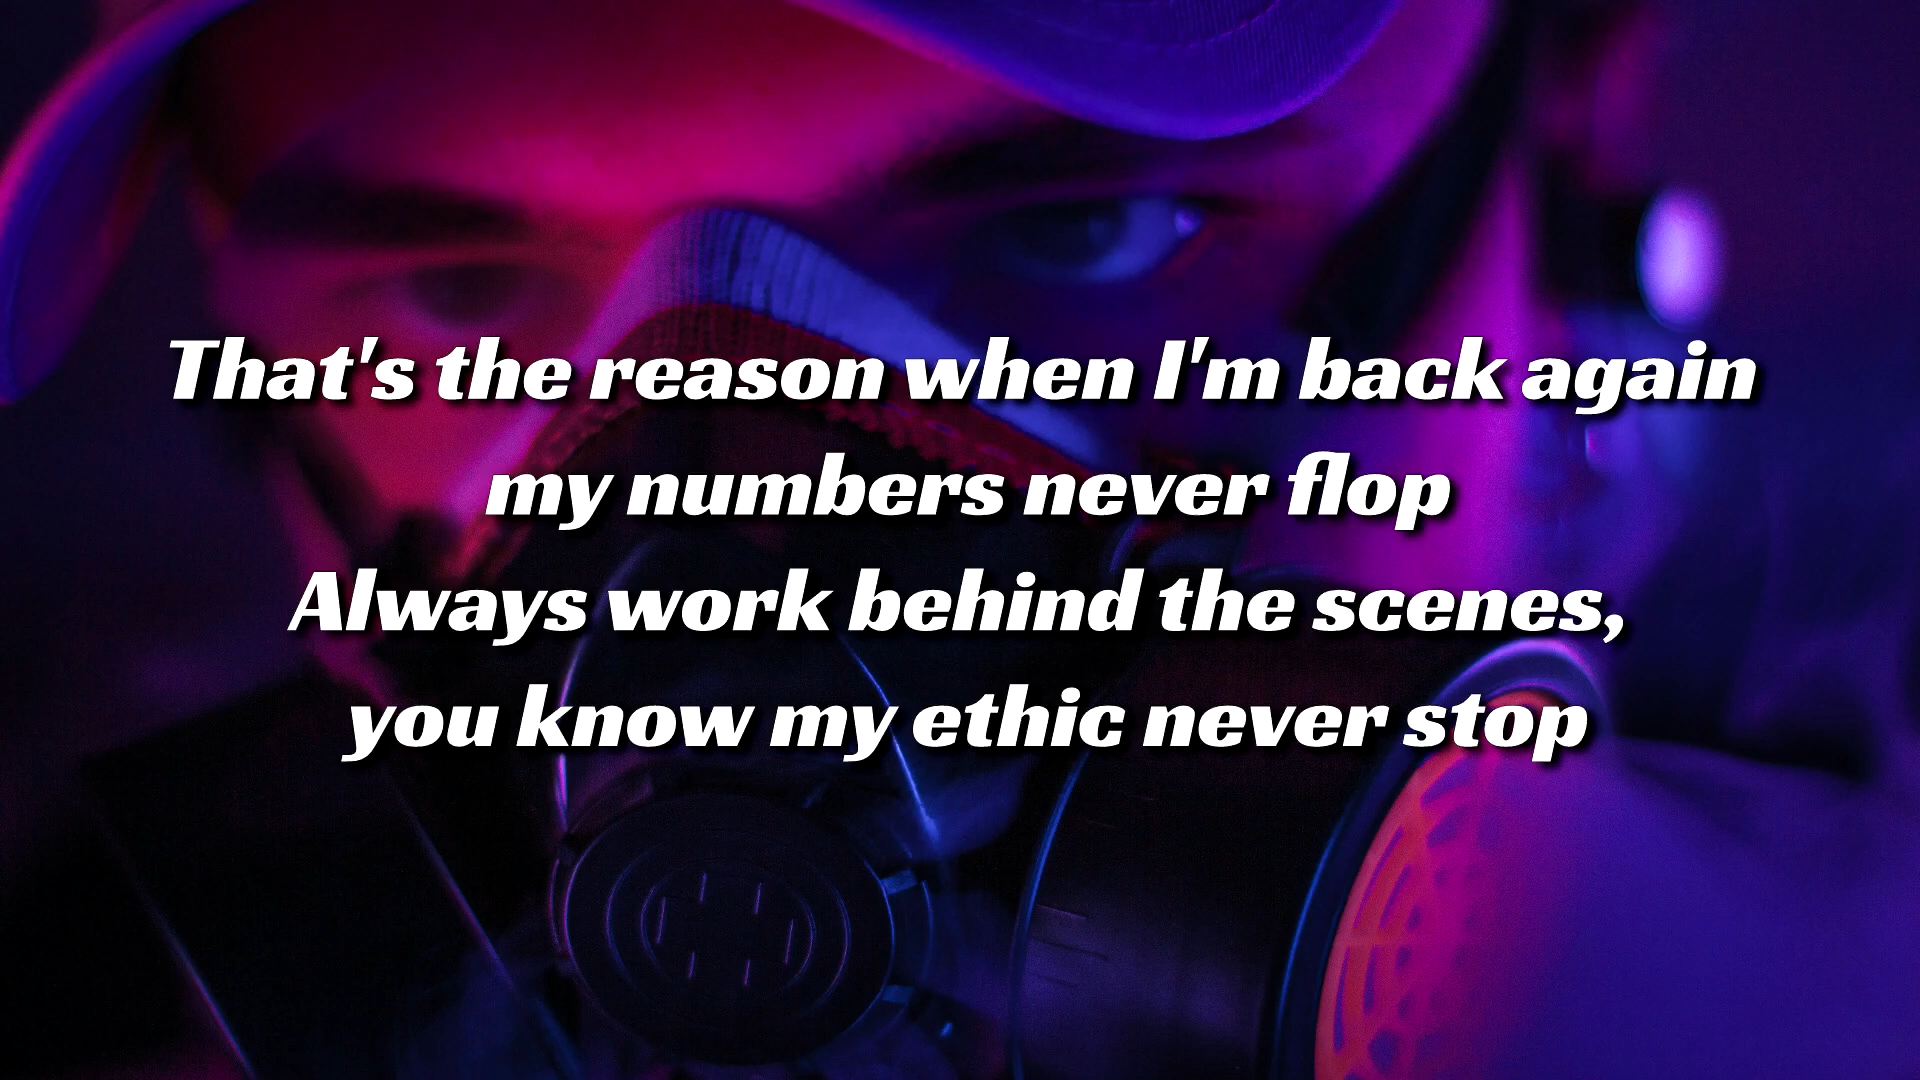 That's the reason when I'm back again
my numbers never flop
Always work behind the scenes,
you know my ethic never stop